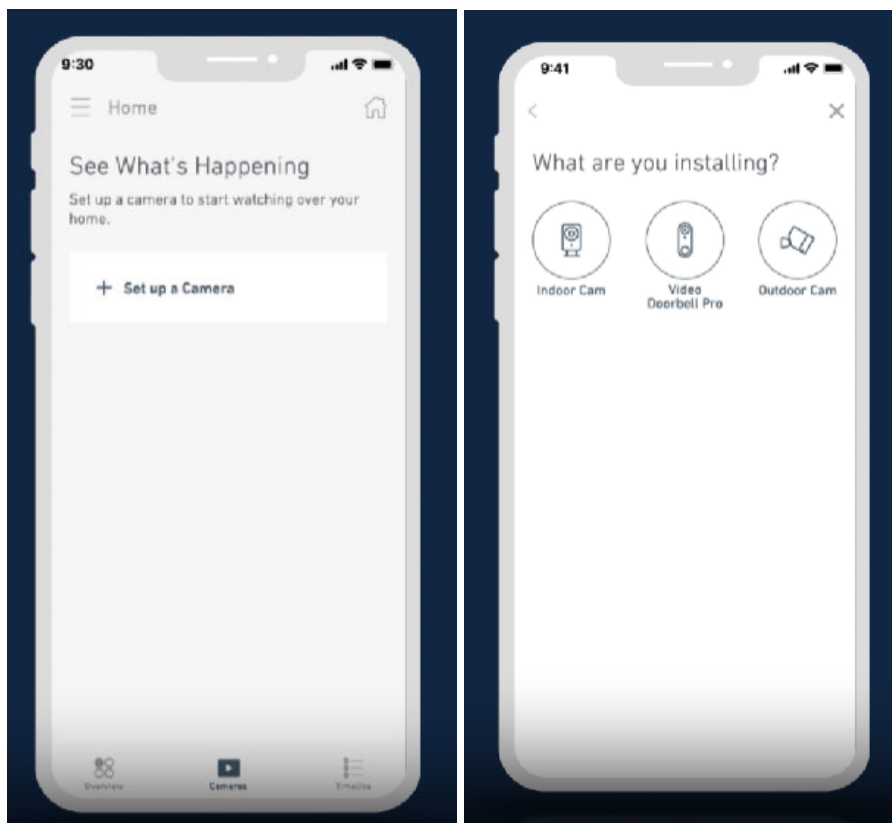 9:30
Home
See What's Happening
Set up a camera to start watching over your
home.
+ Set up a Camera
Overview
Cameras
Timeline
9:41
What are you installing?
Indoor Cam
Video
Doorbell Pro
Outdoor Cam